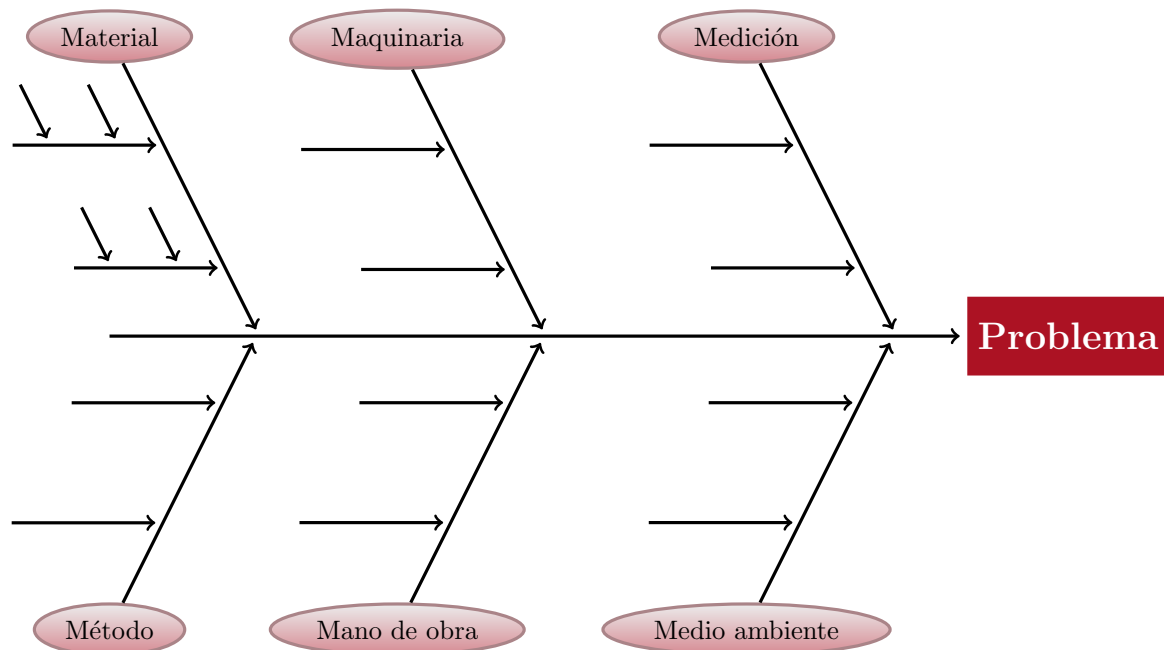 Material
Maquinaria
Medición
Problema
Método
Mano de obra
Medio ambiente